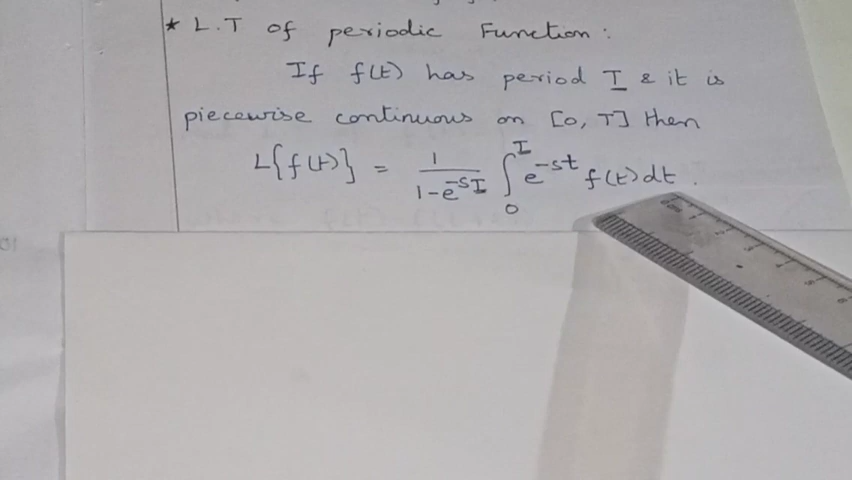 * L.T of periodic Function:
If f(t) has period T & it is
piecewise continuous on [0, T] then
L{f(t)} = 1/(1-e^-sT) ∫_0^T e^-st f(t)dt.